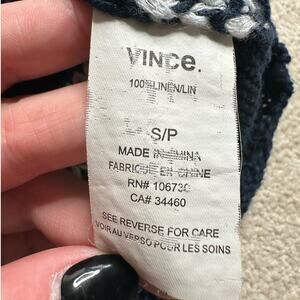 VINCE.
100% LINEN/LIN
S/P
MADE IN CHINA
FABRIQUE EN CHINE
RN# 106730
CA# 34460
SEE REVERSE FOR CARE
VOIR AU VERSO POUR LES SOINS